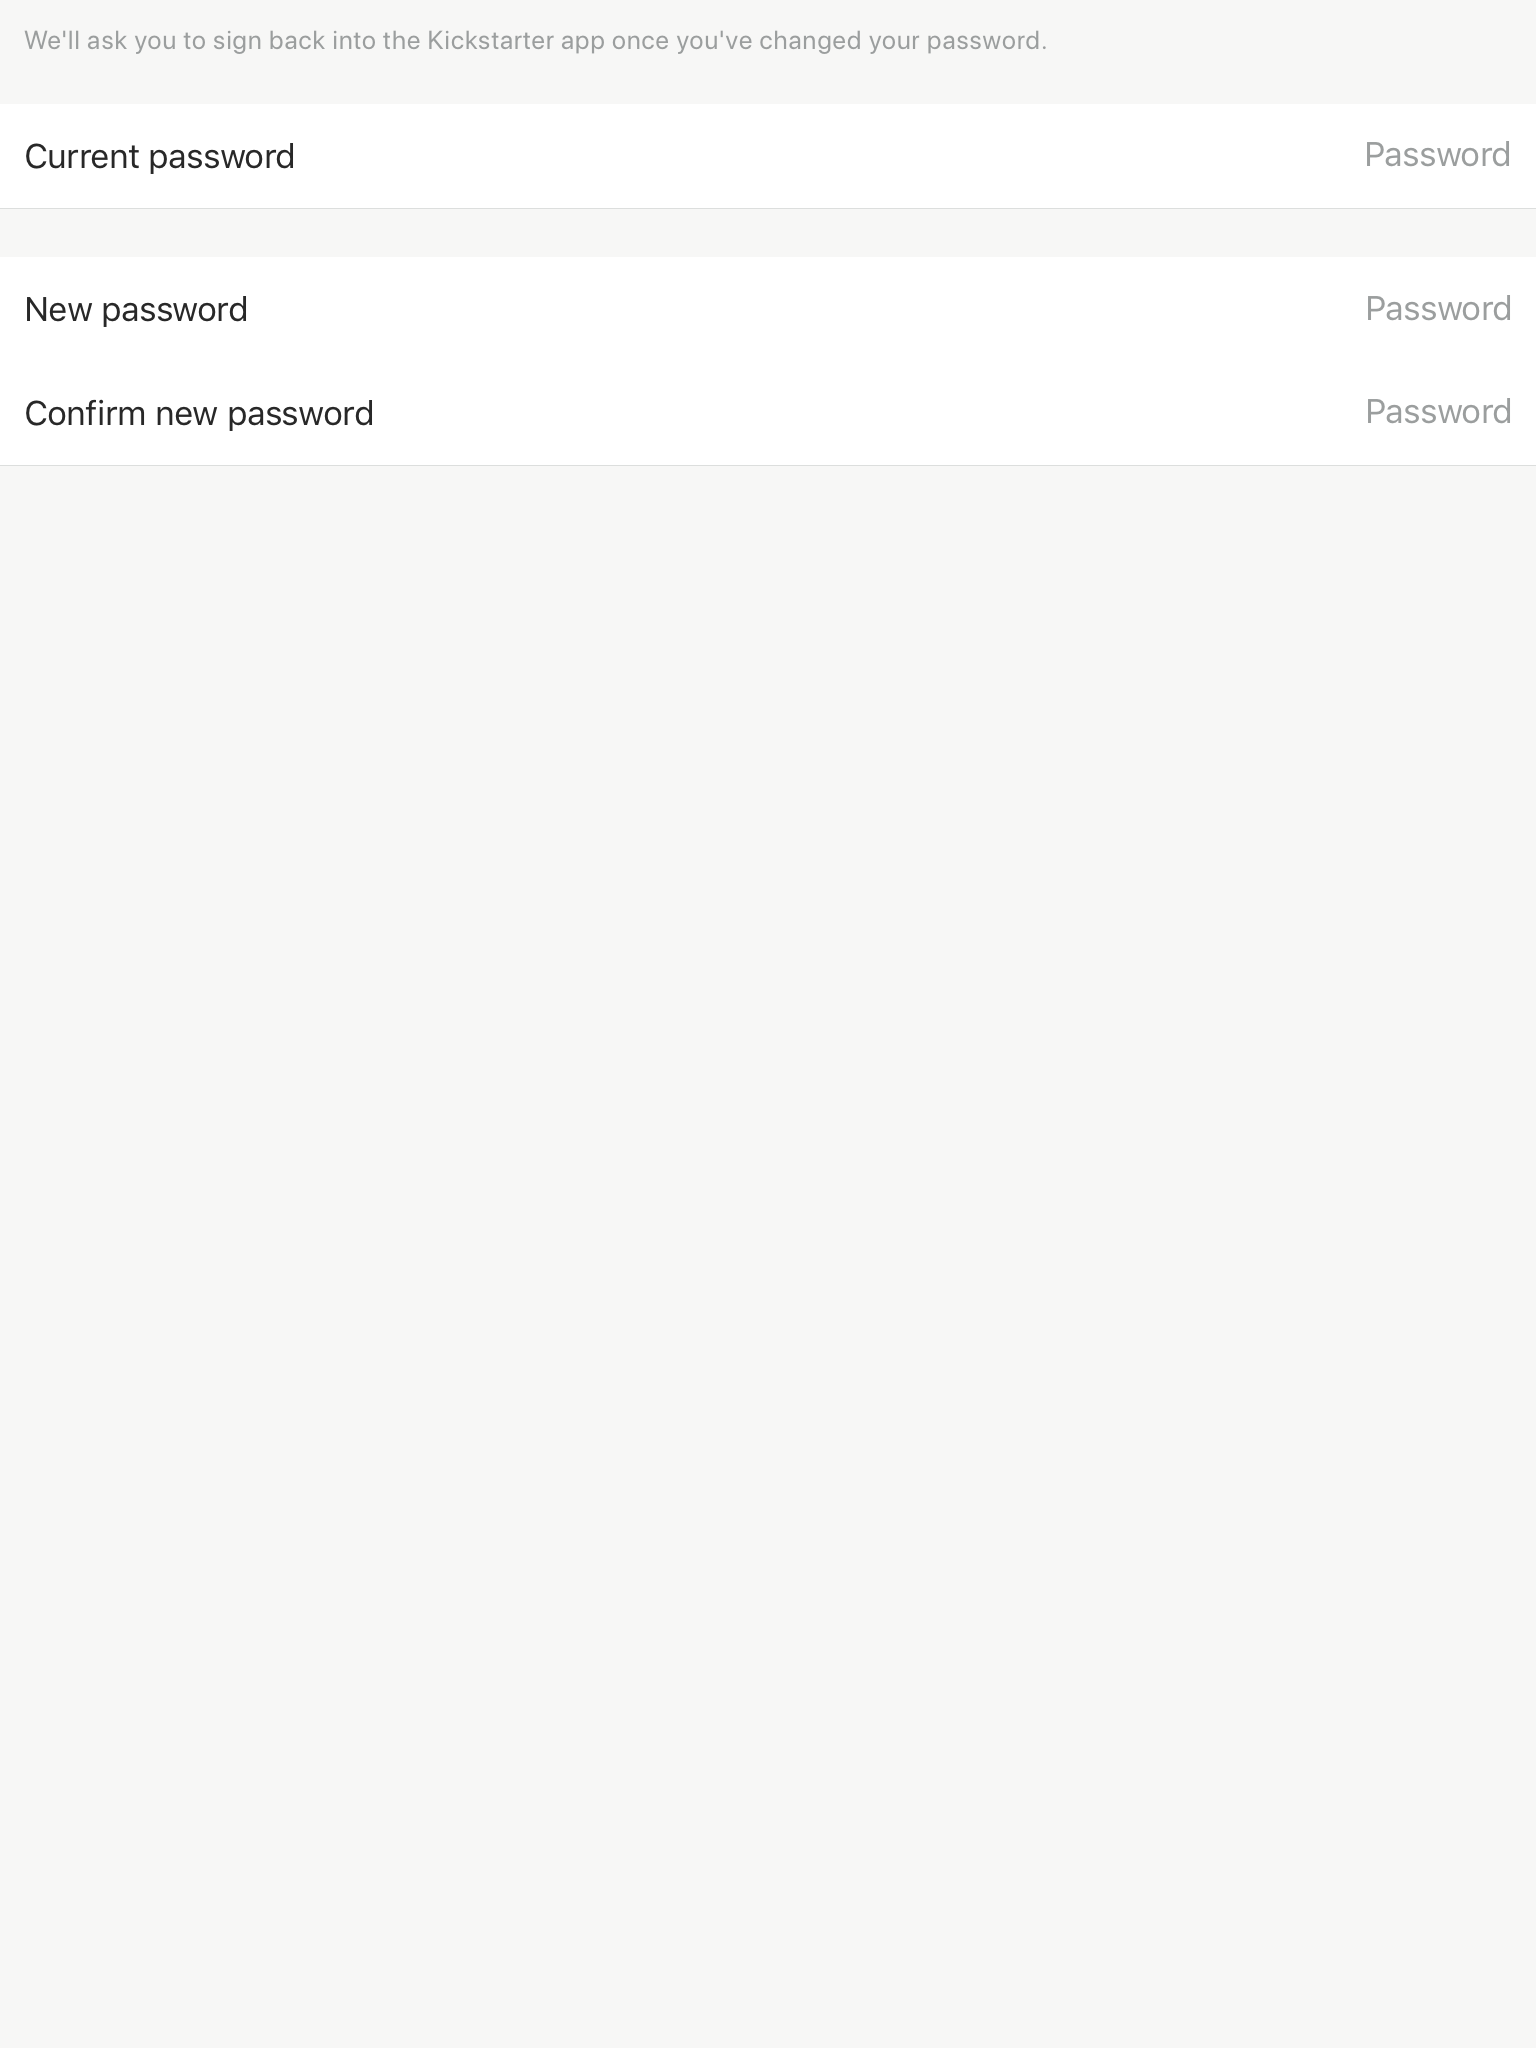 We'll ask you to sign back into the Kickstarter app once you've changed your password.
Current password Password
New password Password
Confirm new password Password